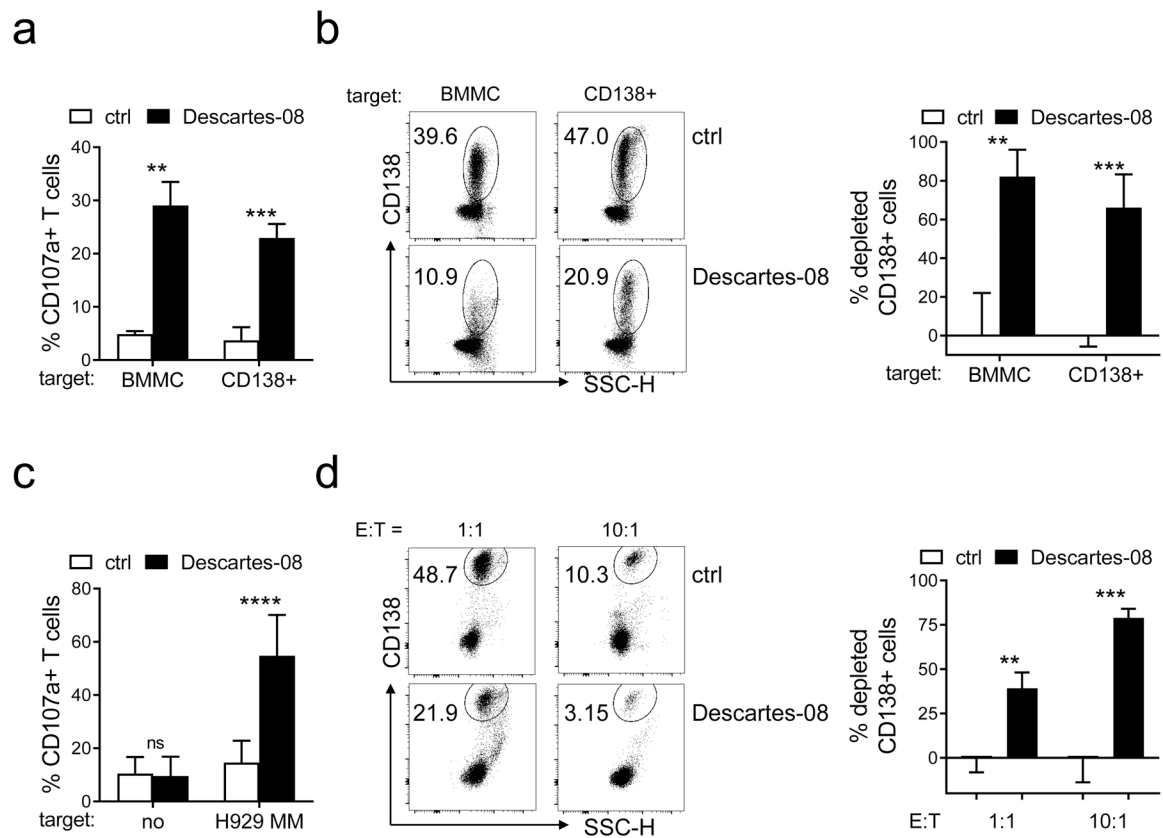 a
ctrl Descartes-08
% CD107a+ T cells
40
30
20
10
0
** ***
target: BMMC CD138+
b
target: BMMC CD138+
39.6 47.0 ctrl
10.9 20.9 Descartes-08
CD138
SSC-H
ctrl Descartes-08
% depleted
CD138+ cells
100
80
60
40
20
0
** ***
target: BMMC CD138+
c
ctrl Descartes-08
% CD107a+ T cells
80
60
40
20
0
ns ****
target: no H929 MM
d
E:T = 1:1 10:1
48.7 10.3 ctrl
21.9 3.15 Descartes-08
CD138
SSC-H
ctrl Descartes-08
% depleted
CD138+ cells
100
75
50
25
0
** ***
E:T 1:1 10:1